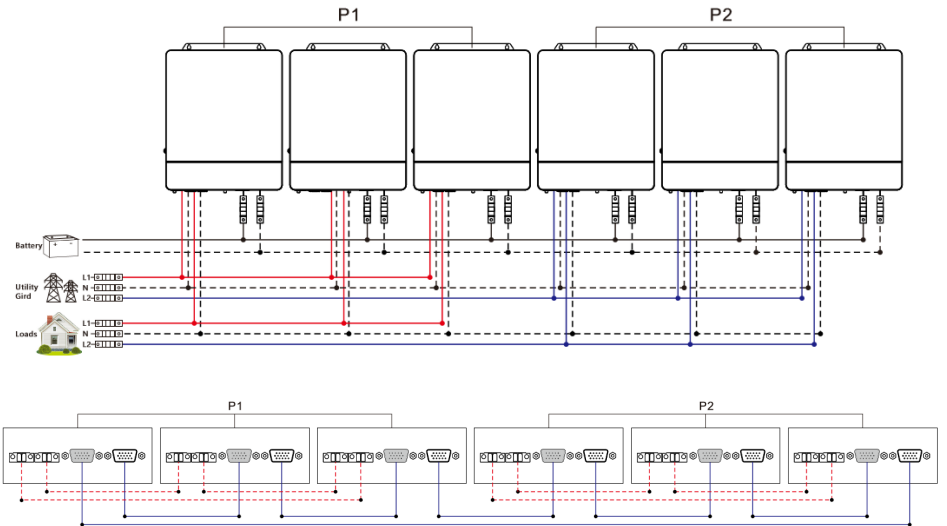 P1 P2
Battery
L1
Utility N
Gird L2
L1
Loads N
L2
P1 P2